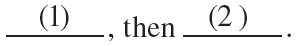 (1), then (2).